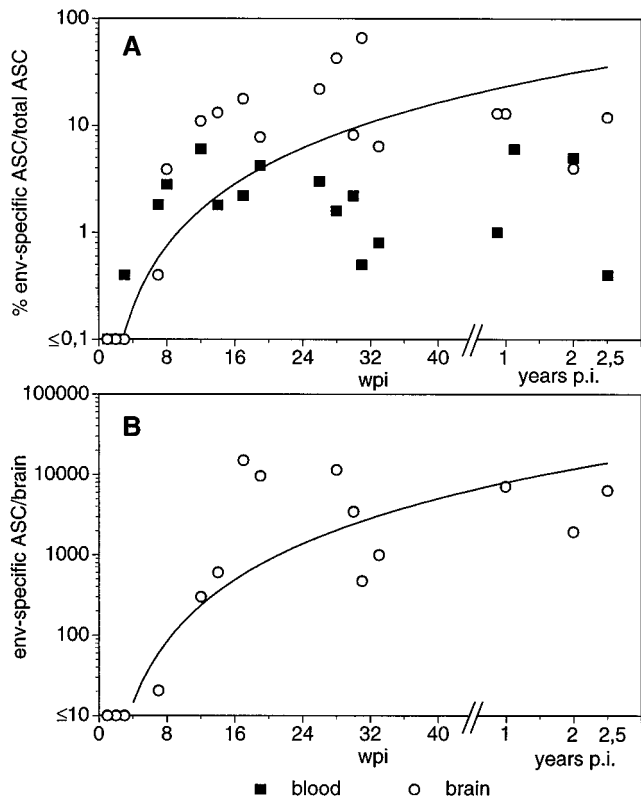 A
% env-specific ASC/total ASC
100
10
1
≤0,1
0 8 16 24 32 40 1 2 2,5
wpi years p.i.
B
env-specific ASC/brain
100000
10000
1000
100
≤10
0 8 16 24 32 40 1 2 2,5
wpi years p.i.
blood brain